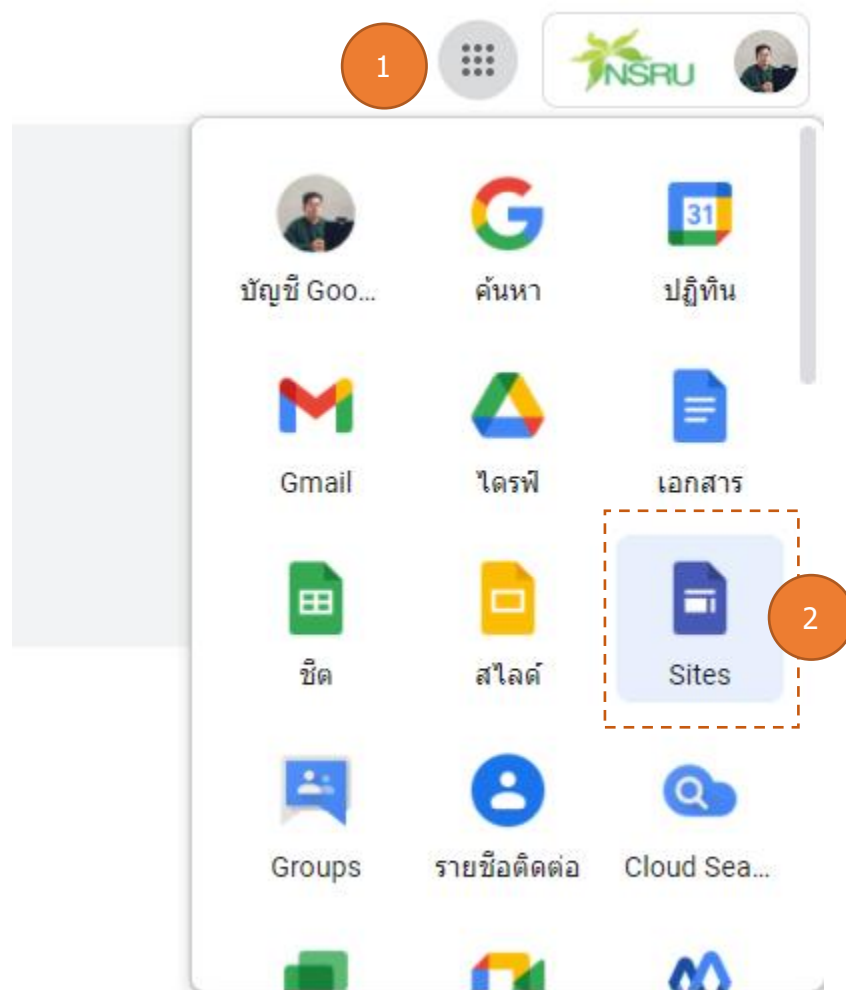 1
NSRU
บัญชี Goo...
ค้นหา
31
ปฏิทิน
Gmail
ไดรฟ์
เอกสาร
ชีต
สไลด์
Sites
2
Groups
รายชื่อติดต่อ
Cloud Sea...